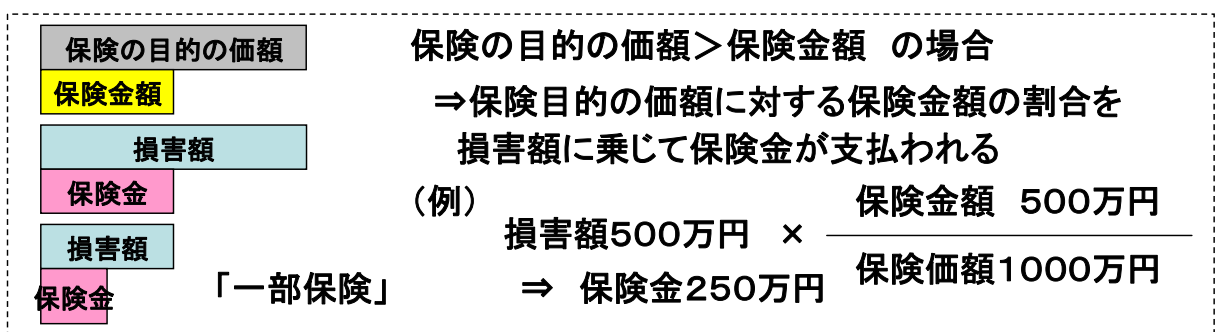 保険の目的の価額
保険金額
損害額
保険金
損害額
保険金
「一部保険」
保険の目的の価額＞保険金額　の場合
⇒保険目的の価額に対する保険金額の割合を
損害額に乗じて保険金が支払われる
（例）
損害額５００万円　×
保険金額　５００万円
保険価額１０００万円
⇒　保険金２５０万円